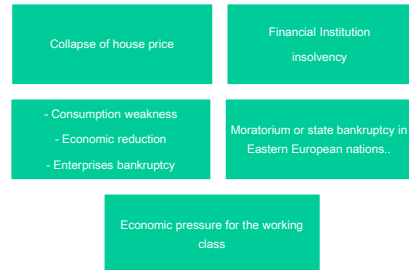 Collapse of house price
Financial Institution
insolvency
- Consumption weakness
- Economic reduction
- Enterprises bankruptcy
Moratorium or state bankruptcy in
Eastern European nations..
Economic pressure for the working
class